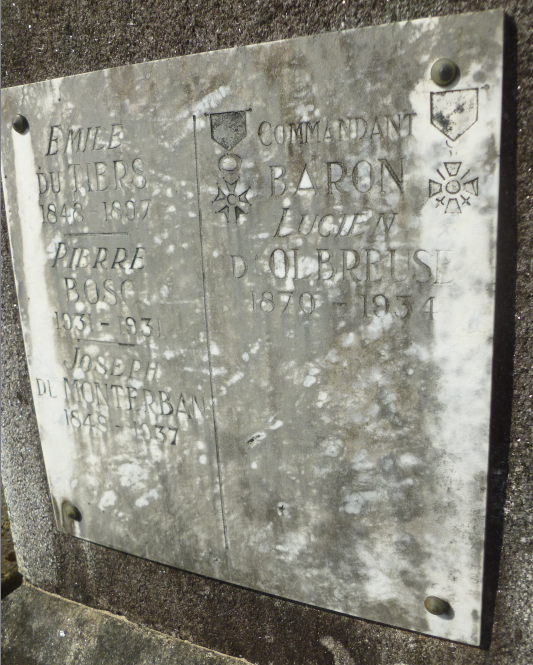 EMILE
DU TIERS
1848 - 1897
PIERRE
BOSC
1931 - 1931
JOSEPH
DE MONTERBAN
1848 - 1937
COMMANDANT
BARON
LUCIEN
D'OLBREUSE
1870 - 1934